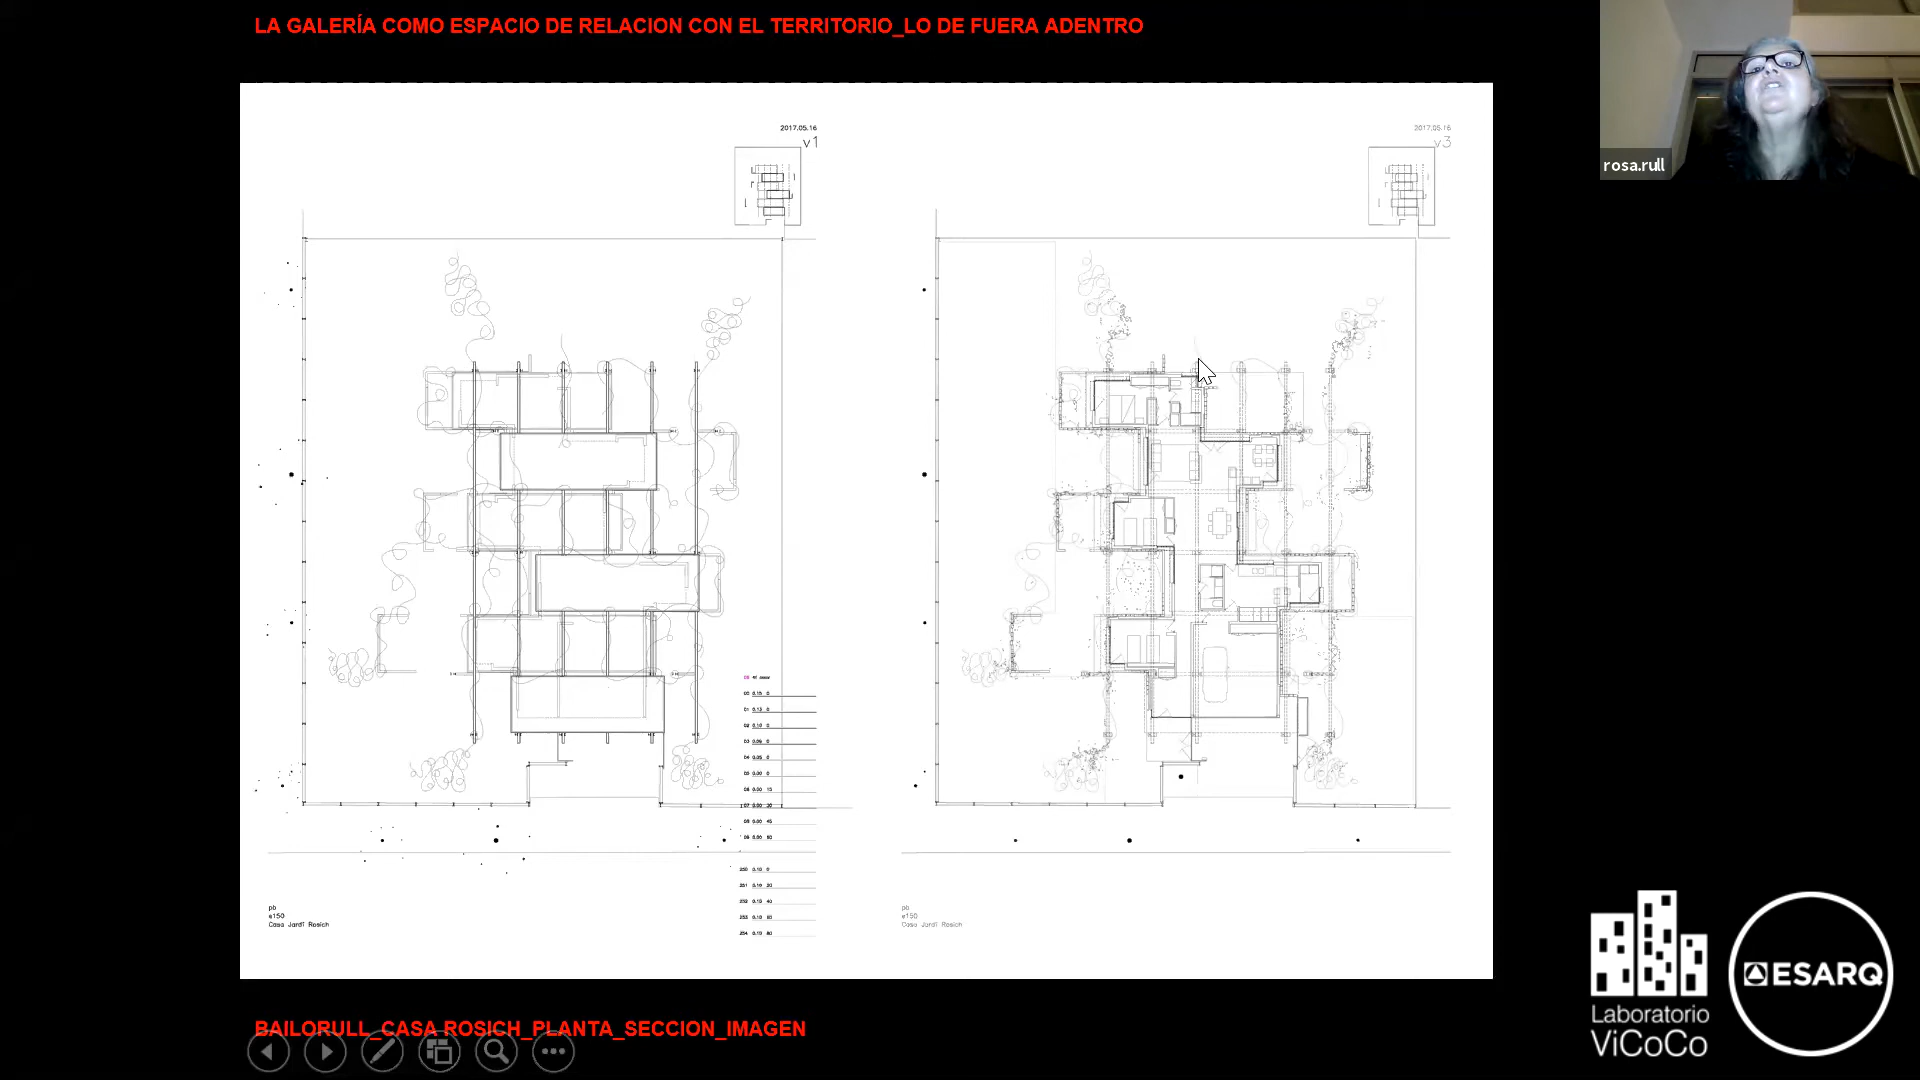 LA GALERÍA COMO ESPACIO DE RELACION CON EL TERRITORIO_LO DE FUERA ADENTRO
rosa.rull
2017.05.16
v1
2017.05.16
v3
pb
e150
Casa Jardí Rosich
pb
e150
Casa Jardí Rosich
BAILORULL_CASA ROSICH_PLANTA_SECCION_IMAGEN
Laboratorio
ViCoCo
ESARQ